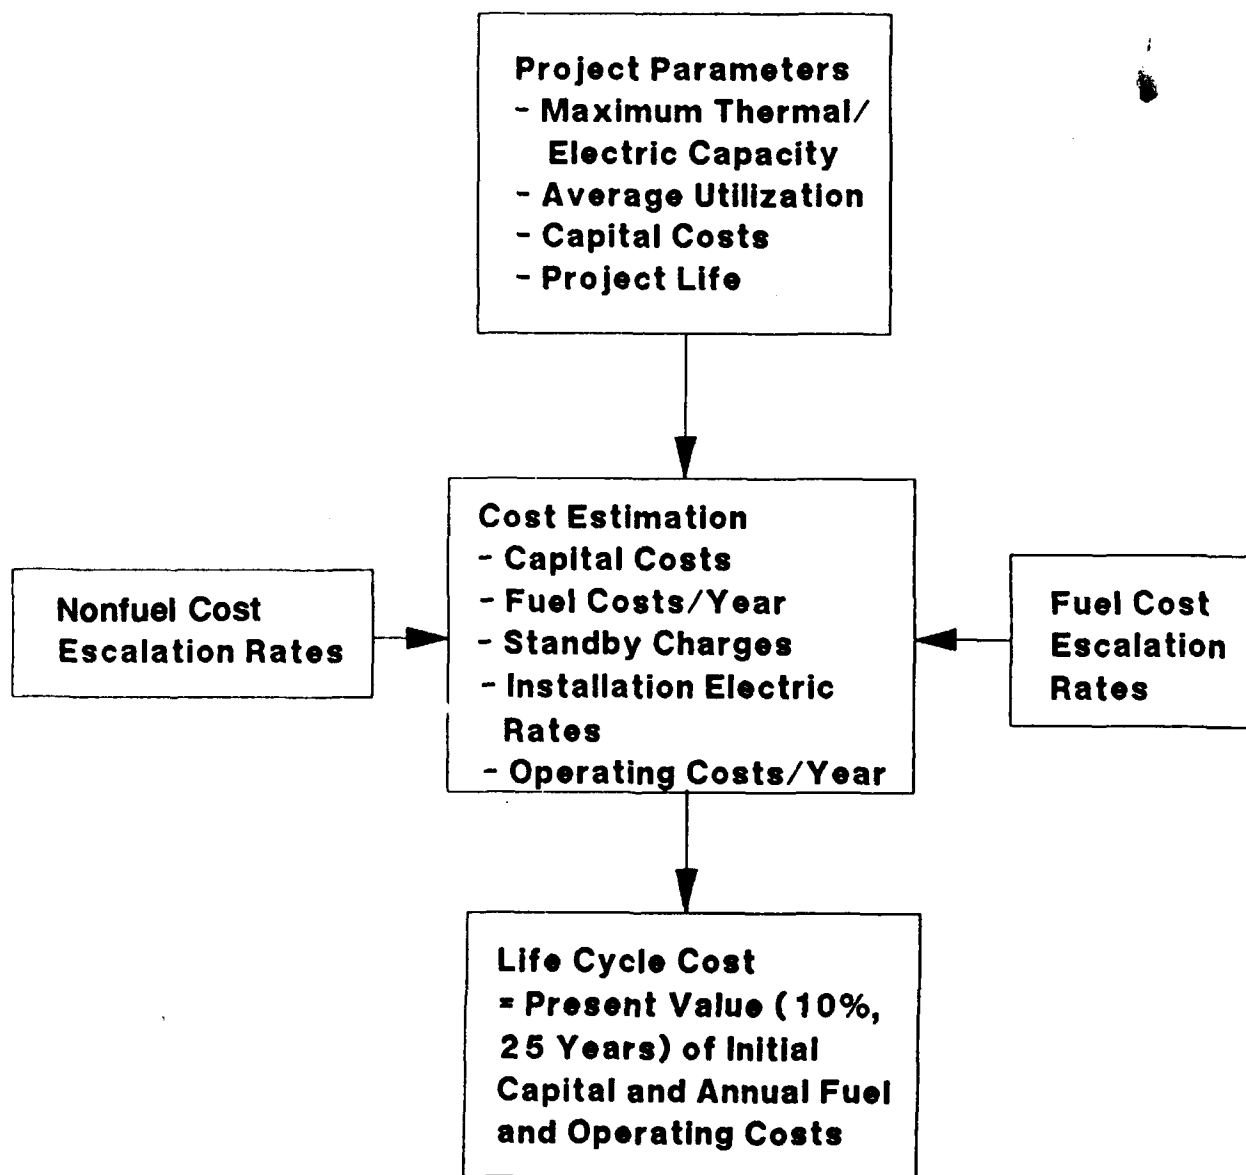 Project Parameters
- Maximum Thermal/
Electric Capacity
- Average Utilization
- Capital Costs
- Project Life
Cost Estimation
- Capital Costs
- Fuel Costs/Year
- Standby Charges
- Installation Electric
Rates
- Operating Costs/Year
Nonfuel Cost
Escalation Rates
Fuel Cost
Escalation
Rates
Life Cycle Cost
= Present Value (10%,
25 Years) of Initial
Capital and Annual Fuel
and Operating Costs